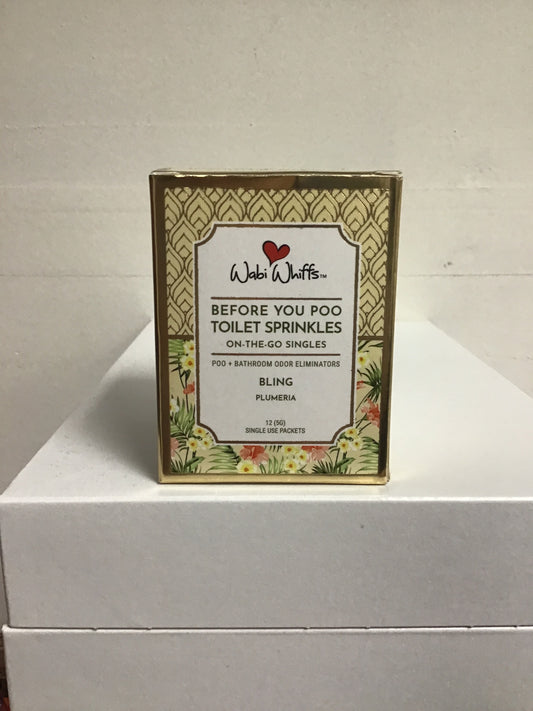 Wabi Whiffs™
BEFORE YOU POO
TOILET SPRINKLES
ON-THE-GO SINGLES
POO + BATHROOM ODOR ELIMINATORS
BLING
PLUMERIA
12 (5G)
SINGLE USE PACKETS